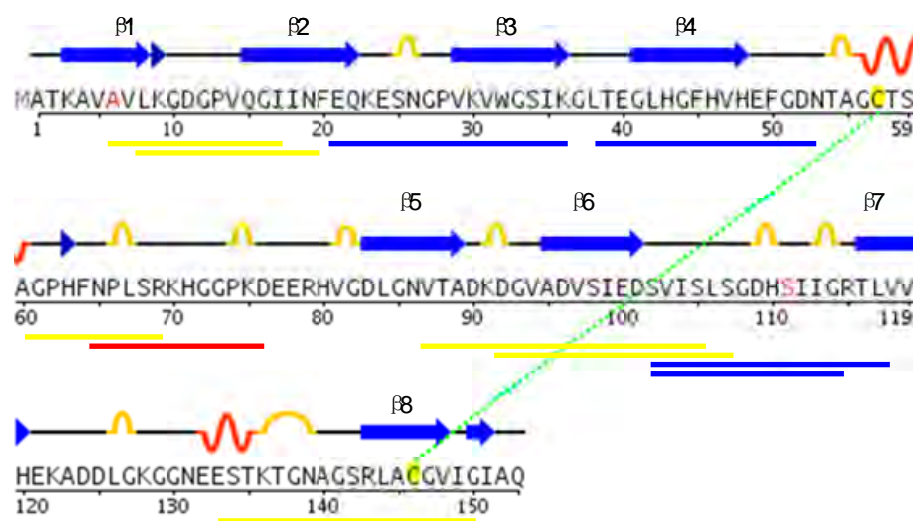 β1 β2 β3 β4
MATKAVAVLKGDGPVQGIINFEQKESNGPVKVWGSIKGLTEGLHGFHVHEFGDNTAGCTS
1 10 20 30 40 50 59
β5 β6 β7
AGPHFNPLSRKHGGPKDEERHVGDLGNVTADKDGVADVSIEDSVISLSGDHSIIGRTLVV
60 70 80 90 100 110 119
β8
HEKADDLGKGGNEESTKTGNAGSRLACGVIGIAQ
120 130 140 150